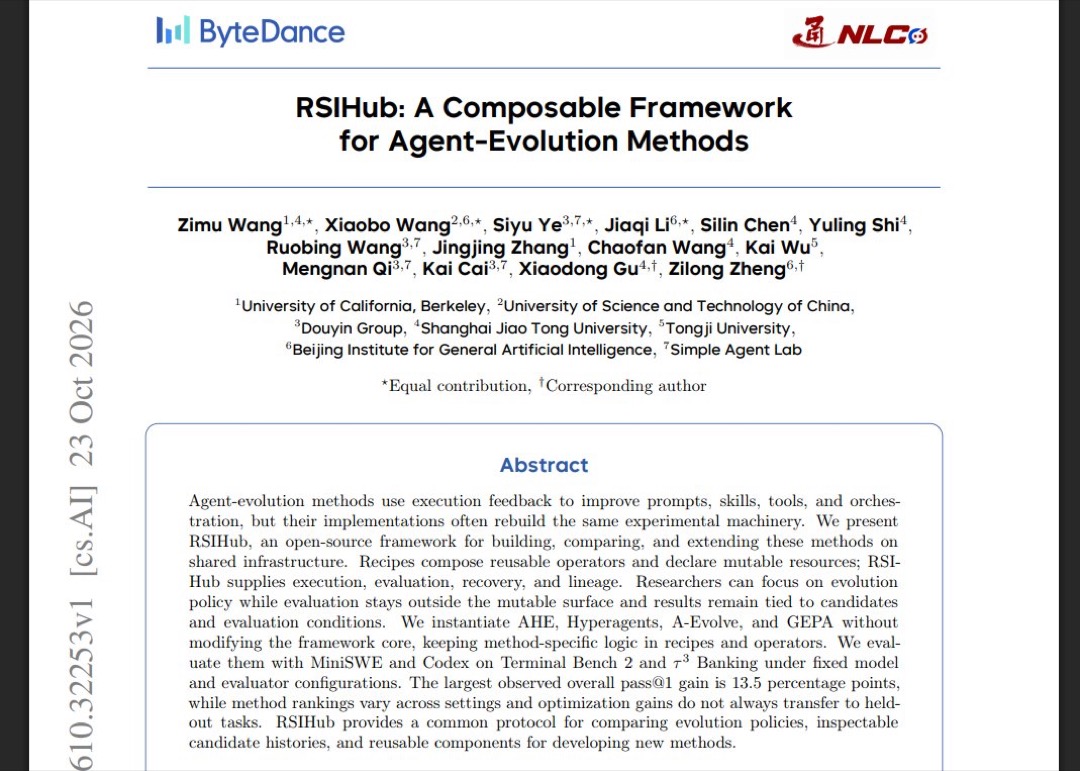 ByteDance
NLCo
RSIHub: A Composable Framework
for Agent-Evolution Methods
Zimu Wang1,4,⋆, Xiaobo Wang2,6,⋆, Siyu Ye3,7,⋆, Jiaqi Li6,⋆, Silin Chen4, Yuling Shi4,
Ruobing Wang3,7, Jingjing Zhang1, Chaofan Wang4, Kai Wu5,
Mengnan Qi3,7, Kai Cai3,7, Xiaodong Gu4,†, Zilong Zheng6,†
1University of California, Berkeley, 2University of Science and Technology of China,
3Douyin Group, 4Shanghai Jiao Tong University, 5Tongji University,
6Beijing Institute for General Artificial Intelligence, 7Simple Agent Lab
⋆Equal contribution, †Corresponding author
610.32253v1 [cs.AI] 23 Oct 2026
Abstract
Agent-evolution methods use execution feedback to improve prompts, skills, tools, and orches-
tration, but their implementations often rebuild the same experimental machinery. We present
RSIHub, an open-source framework for building, comparing, and extending these methods on
shared infrastructure. Recipes compose reusable operators and declare mutable resources; RSI-
Hub supplies execution, evaluation, recovery, and lineage. Researchers can focus on evolution
policy while evaluation stays outside the mutable surface and results remain tied to candidates
and evaluation conditions. We instantiate AHE, Hyperagents, A-Evolve, and GEPA without
modifying the framework core, keeping method-specific logic in recipes and operators. We eval-
uate them with MiniSWE and Codex on Terminal Bench 2 and τ3 Banking under fixed model
and evaluator configurations. The largest observed overall pass@1 gain is 13.5 percentage points,
while method rankings vary across settings and optimization gains do not always transfer to held-
out tasks. RSIHub provides a common protocol for comparing evolution policies, inspectable
candidate histories, and reusable components for developing new methods.